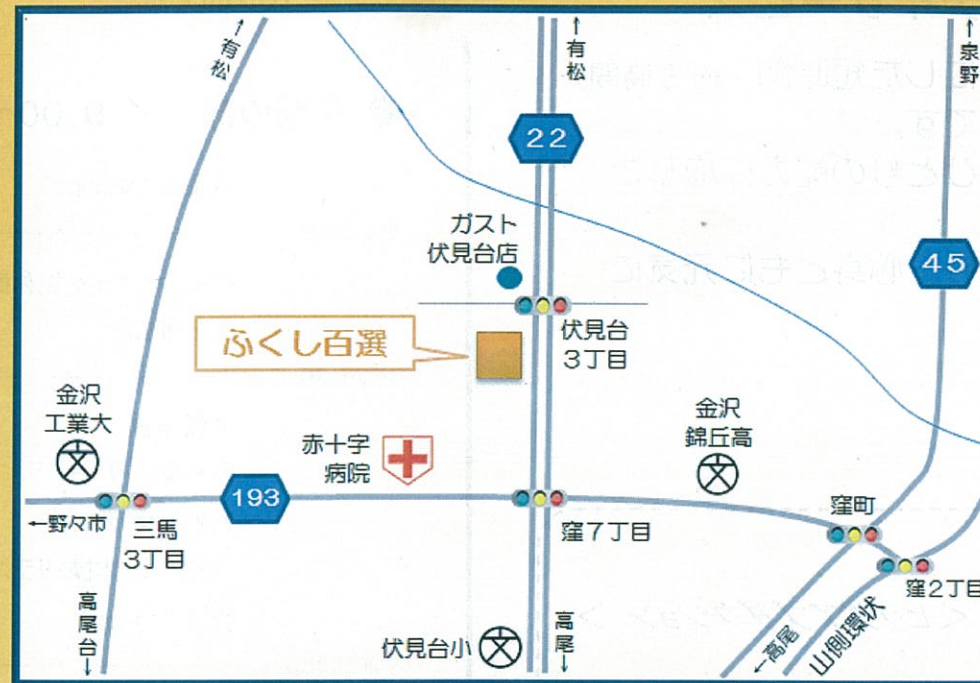 ←有松
←有松
←泉野
22
ガスト
伏見台店
45
伏見台
3丁目
ふくし百選
金沢
工業大
文
赤十字
病院
金沢
錦丘高
文
193
←野々市
三馬
3丁目
窪7丁目
窪町
窪2丁目
高尾台→
伏見台小
文
高尾→
←高尾
山側環状